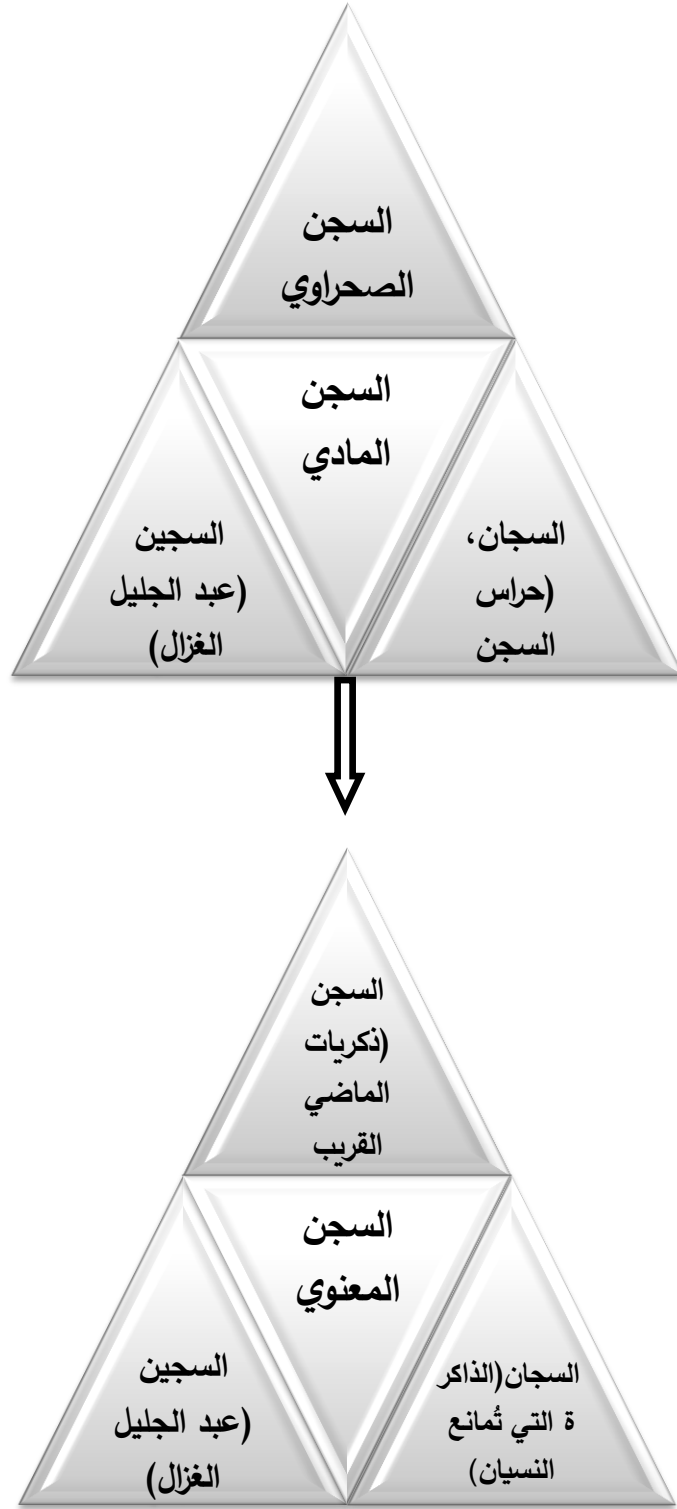 السجن
الصحراوي
السجن
المادي
السجان،
(حراس
السجن
السجين
(عبد الجليل
الغزال)
السجن
(ذكريات
الماضي
القريب
السجن
المعنوي
السجان(الذاكر
ة التي تُمانع
النسيان)
السجين
(عبد الجليل
الغزال)